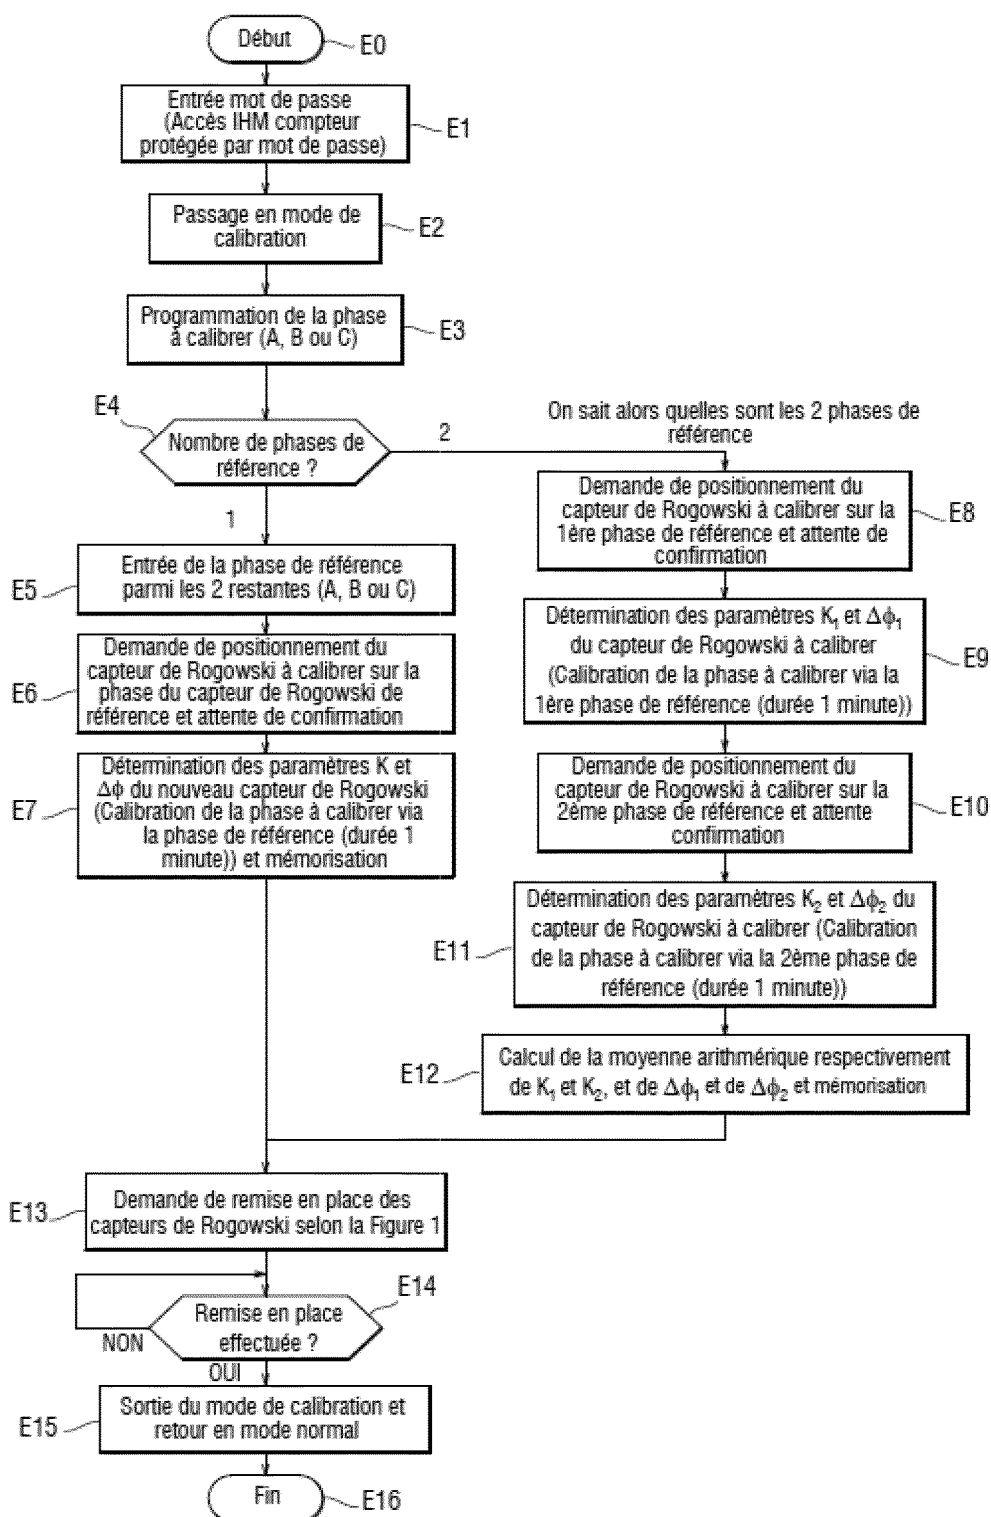 Début
E0
Entrée mot de passe
(Accès IHM compteur
protégée par mot de passe)
E1
Passage en mode de
calibration
E2
Programmation de la phase
à calibrer (A, B ou C)
E3
E4
Nombre de phases de
référence ?
2
On sait alors quelles sont les 2 phases de
référence
1
E5
Entrée de la phase de référence
parmi les 2 restantes (A, B ou C)
E6
Demande de positionnement du
capteur de Rogowski à calibrer sur la
phase du capteur de Rogowski de
référence et attente de confirmation
E7
Détermination des paramètres K et
Δϕ du nouveau capteur de Rogowski
(Calibration de la phase à calibrer via
la phase de référence (durée 1
minute)) et mémorisation
Demande de positionnement du
capteur de Rogowski à calibrer sur la
1ère phase de référence et attente de
confirmation
E8
Détermination des paramètres K₁ et Δϕ₁
du capteur de Rogowski à calibrer
(Calibration de la phase à calibrer via la
1ère phase de référence (durée 1 minute))
E9
Demande de positionnement du
capteur de Rogowski à calibrer sur la
2ème phase de référence et attente
confirmation
E10
Détermination des paramètres K₂ et Δϕ₂ du
capteur de Rogowski à calibrer (Calibration
de la phase à calibrer via la 2ème phase de
référence (durée 1 minute))
E11
E12
Calcul de la moyenne arithmérique respectivement
de K₁ et K₂, et de Δϕ₁ et de Δϕ₂ et mémorisation
E13
Demande de remise en place des
capteurs de Rogowski selon la Figure 1
E14
Remise en place
effectuée ?
NON
OUI
E15
Sortie du mode de calibration et
retour en mode normal
Fin
E16